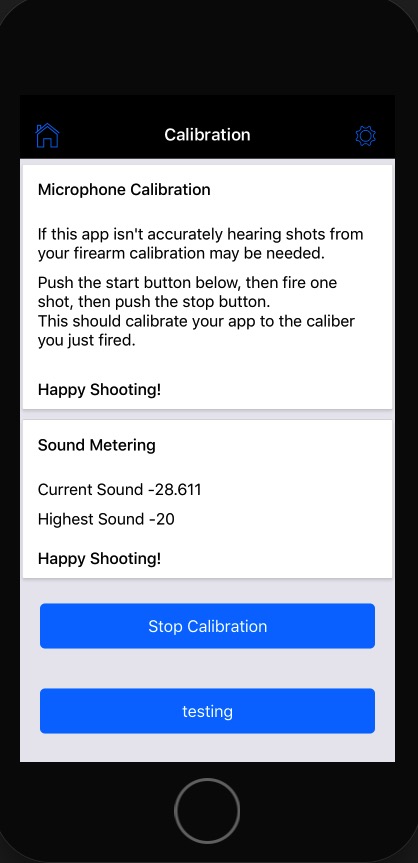 Calibration
Microphone Calibration
If this app isn't accurately hearing shots from
your firearm calibration may be needed.
Push the start button below, then fire one
shot, then push the stop button.
This should calibrate your app to the caliber
you just fired.
Happy Shooting!
Sound Metering
Current Sound -28.611
Highest Sound -20
Happy Shooting!
Stop Calibration
testing